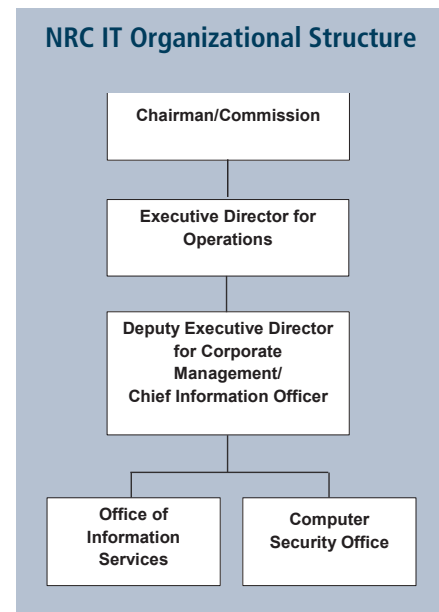 NRC IT Organizational Structure
Chairman/Commission
Executive Director for
Operations
Deputy Executive Director
for Corporate
Management/
Chief Information Officer
Office of
Information
Services
Computer
Security Office